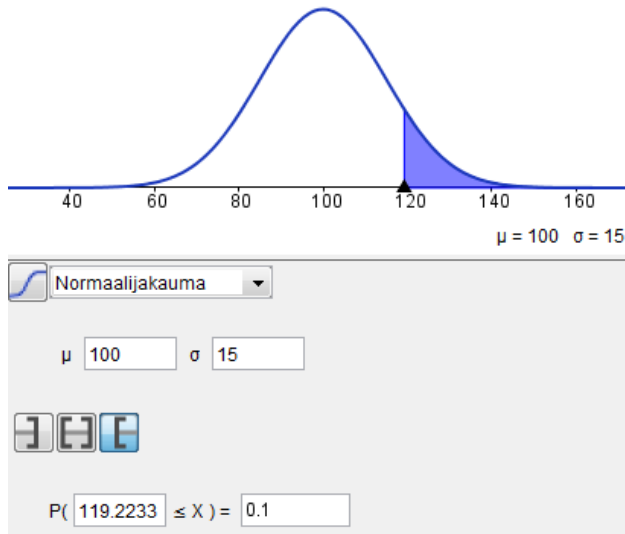 40 60 80 100 120 140 160
μ = 100 σ = 15
Normaalijakauma
μ 100 σ 15
P( 119.2233 ≤ X ) = 0.1